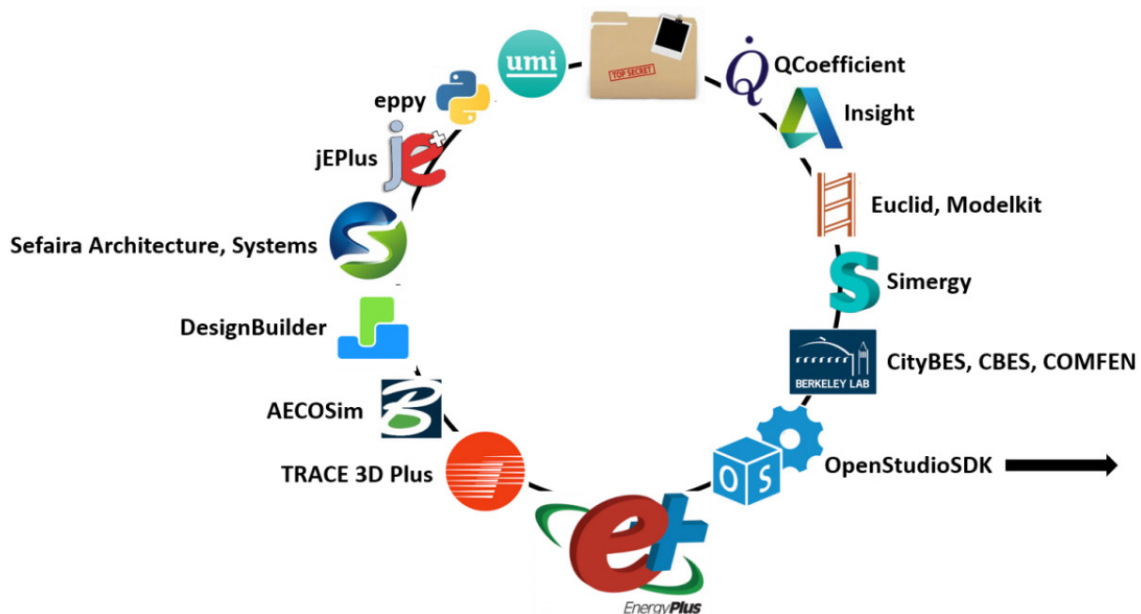 umi
TOP SECRET
Q̇
QCoefficient
Insight
eppy
je+
jEPlus
Euclid, Modelkit
S
Sefaira Architecture, Systems
S
Simergy
DesignBuilder
BERKELEY LAB
CityBES, CBES, COMFEN
AECOSim
B
O S
OpenStudioSDK
TRACE 3D Plus
e+
EnergyPlus